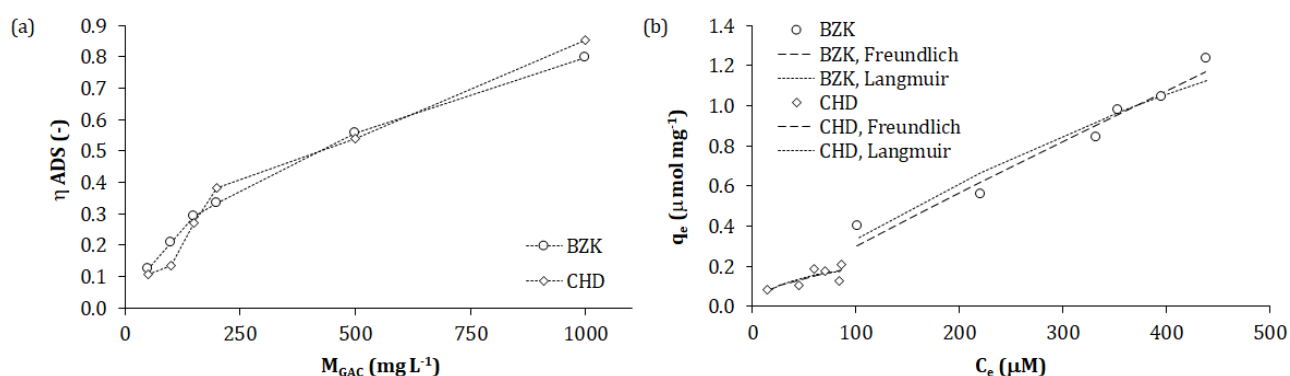 (a)
0.9
0.8
0.7
0.6
0.5
0.4
0.3
0.2
0.1
0.0
η ADS (-)
BZK
CHD
0 250 500 750 1000
M_GAC (mg L⁻¹)
(b)
1.4
1.2
1.0
0.8
0.6
0.4
0.2
0.0
qₑ (μmol mg⁻¹)
BZK
BZK, Freundlich
BZK, Langmuir
CHD
CHD, Freundlich
CHD, Langmuir
0 100 200 300 400 500
Cₑ (μM)